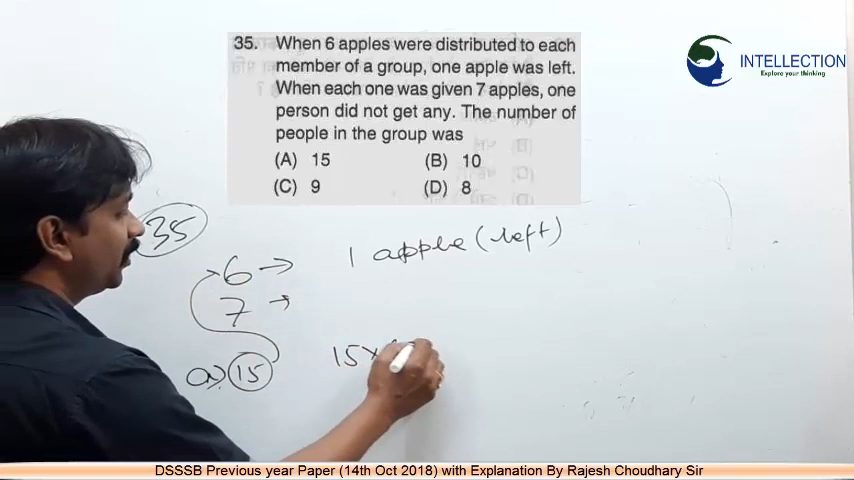 35. When 6 apples were distributed to each
member of a group, one apple was left.
When each one was given 7 apples, one
person did not get any. The number of
people in the group was
(A) 15 (B) 10
(C) 9 (D) 8
INTELLECTION
Explore your thinking
35
6 → 1 apple (left)
7 →
a) 15 15×
DSSSB Previous year Paper (14th Oct 2018) with Explanation By Rajesh Choudhary Sir